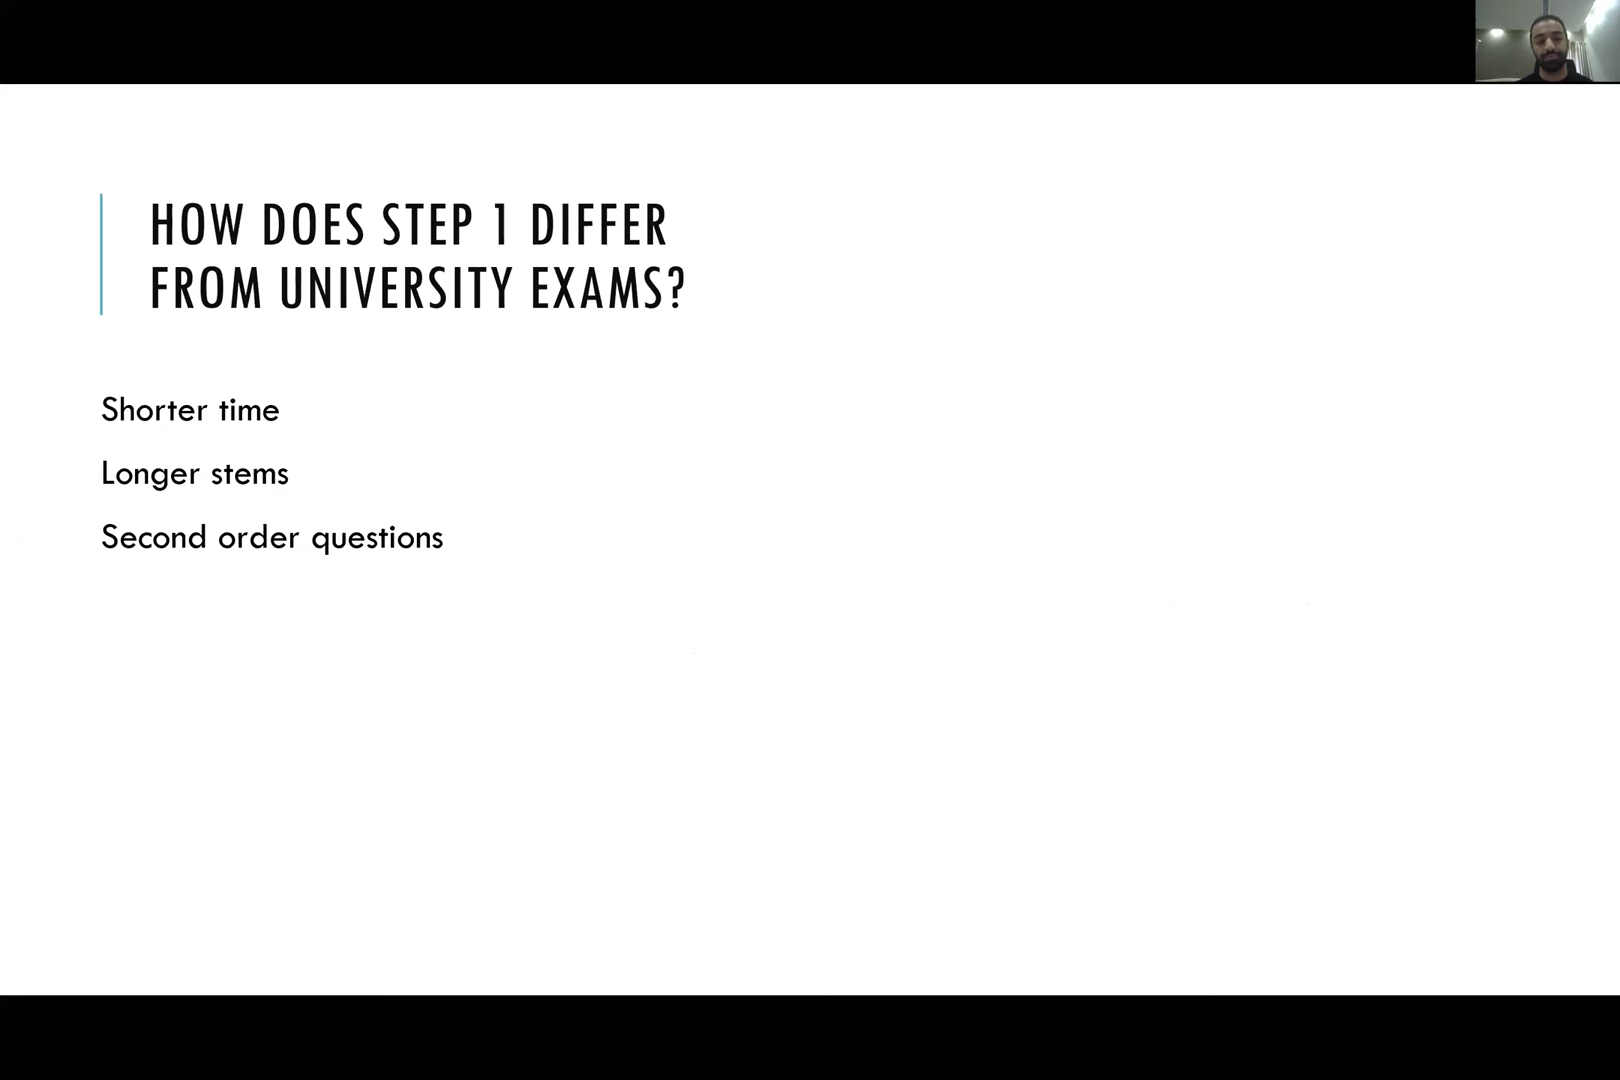 HOW DOES STEP 1 DIFFER
FROM UNIVERSITY EXAMS?
Shorter time
Longer stems
Second order questions